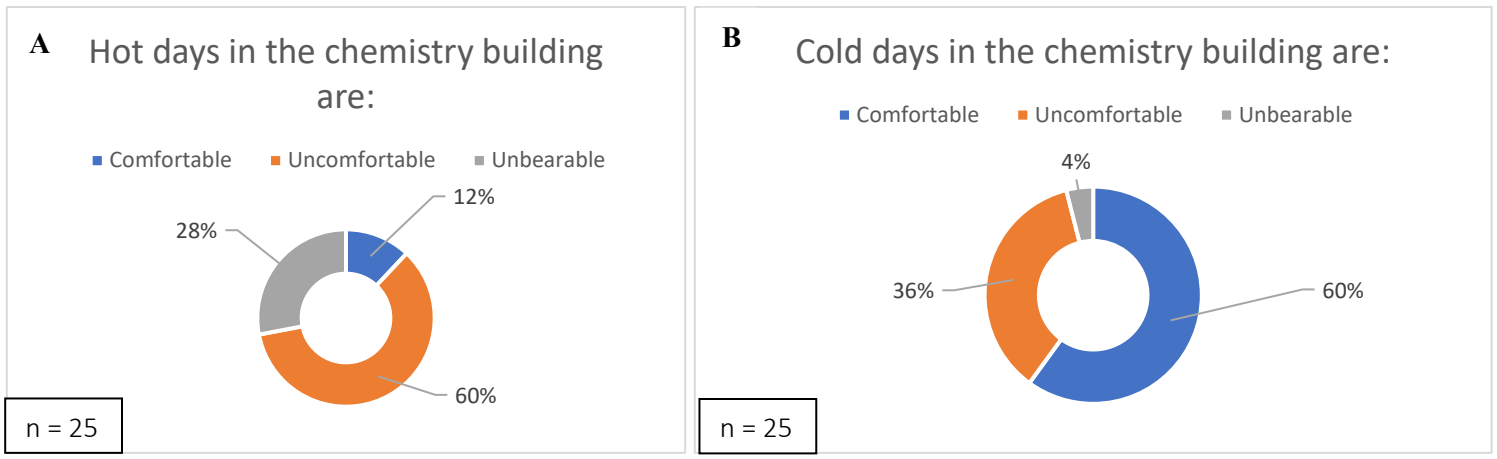 A
Hot days in the chemistry building
are:
Comfortable Uncomfortable Unbearable
12%
28%
60%
n = 25
B
Cold days in the chemistry building are:
Comfortable Uncomfortable Unbearable
4%
36%
60%
n = 25